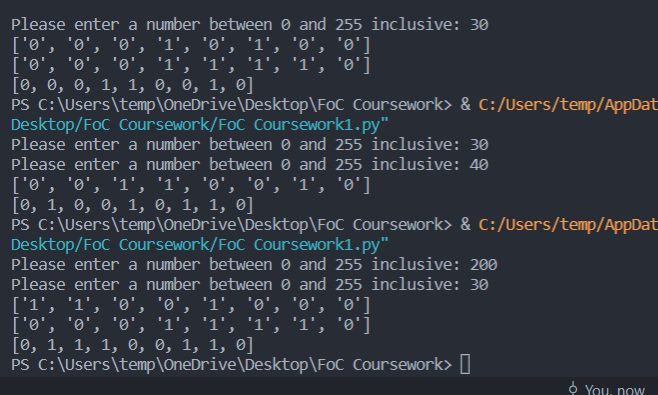 Please enter a number between 0 and 255 inclusive: 30
['0', '0', '0', '1', '0', '1', '0', '0']
['0', '0', '0', '1', '1', '1', '1', '0']
[0, 0, 0, 1, 1, 0, 0, 1, 0]
PS C:\Users\temp\OneDrive\Desktop\FoC Coursework> & C:/Users/temp/AppDat
Desktop/FoC Coursework/FoC Coursework1.py"
Please enter a number between 0 and 255 inclusive: 30
Please enter a number between 0 and 255 inclusive: 40
['0', '0', '1', '1', '0', '0', '1', '0']
[0, 1, 0, 0, 1, 0, 1, 1, 0]
PS C:\Users\temp\OneDrive\Desktop\FoC Coursework> & C:/Users/temp/AppDat
Desktop/FoC Coursework/FoC Coursework1.py"
Please enter a number between 0 and 255 inclusive: 200
Please enter a number between 0 and 255 inclusive: 30
['1', '1', '0', '0', '1', '0', '0', '0']
['0', '0', '0', '1', '1', '1', '1', '0']
[0, 1, 1, 1, 0, 0, 1, 1, 0]
PS C:\Users\temp\OneDrive\Desktop\FoC Coursework>
You, now